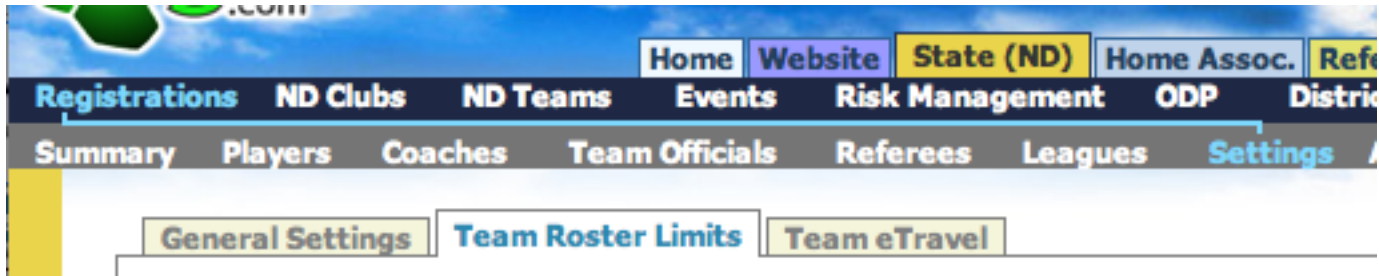 .com
Home Website State (ND) Home Assoc.
Registrations ND Clubs ND Teams Events Risk Management ODP
Summary Players Coaches Team Officials Referees Leagues Settings
General Settings Team Roster Limits Team eTravel